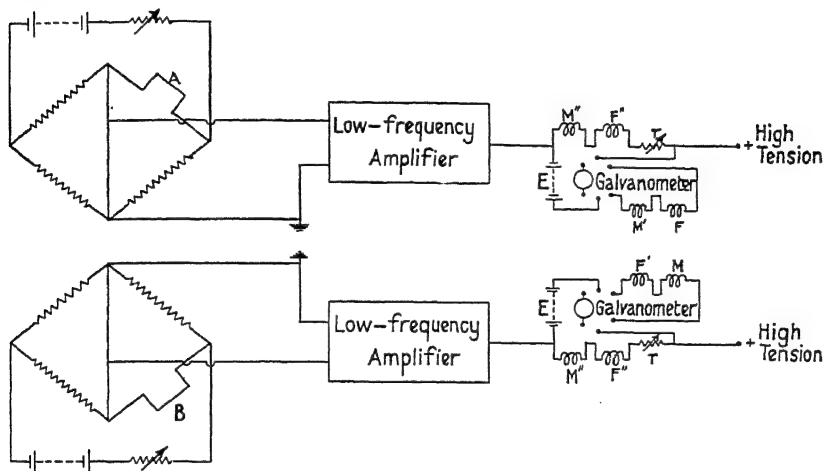 A
Low-frequency
Amplifier
M" F" T
+ High
Tension
E Galvanometer
M' F
F' M
E Galvanometer
Low-frequency
Amplifier
+ High
Tension
M" F" T
B